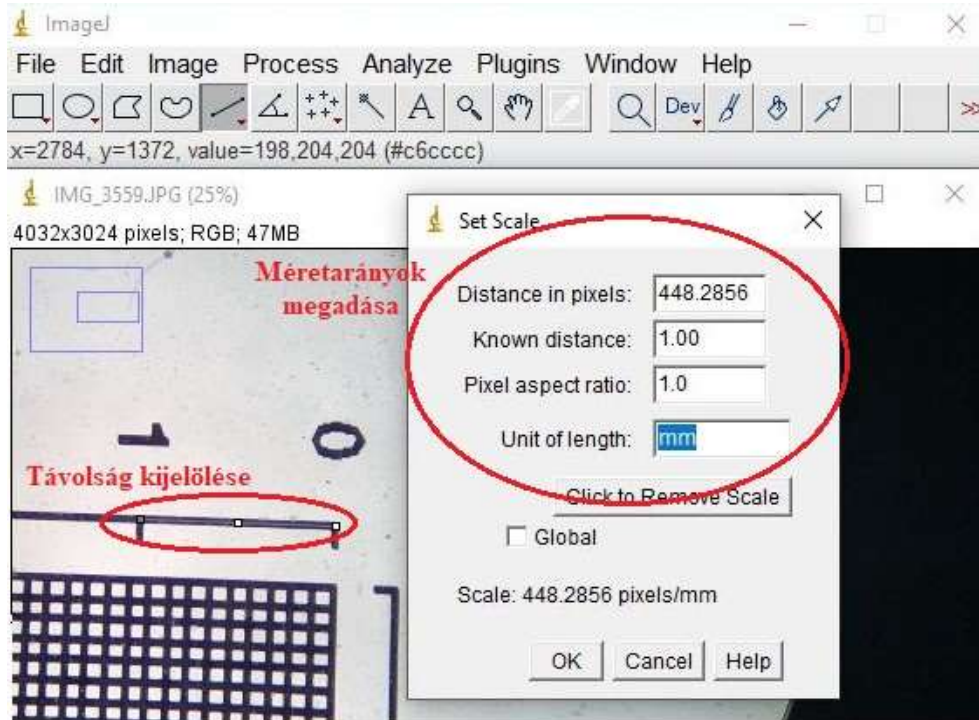 ImageJ
File Edit Image Process Analyze Plugins Window Help
A Dev >>
x=2784, y=1372, value=198,204,204 (#c6cccc)
IMG_3559.JPG (25%)
4032x3024 pixels; RGB; 47MB
Méretarányok
megadása
1 0
Távolság kijelölése
Set Scale
Distance in pixels: 448.2856
Known distance: 1.00
Pixel aspect ratio: 1.0
Unit of length: mm
Click to Remove Scale
Global
Scale: 448.2856 pixels/mm
OK Cancel Help